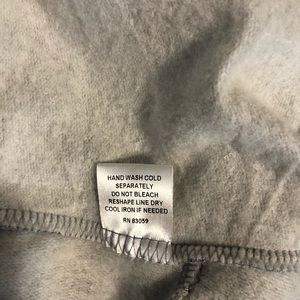 HAND WASH COLD
SEPARATELY
DO NOT BLEACH
RESHAPE LINE DRY
COOL IRON IF NEEDED
RN 83059